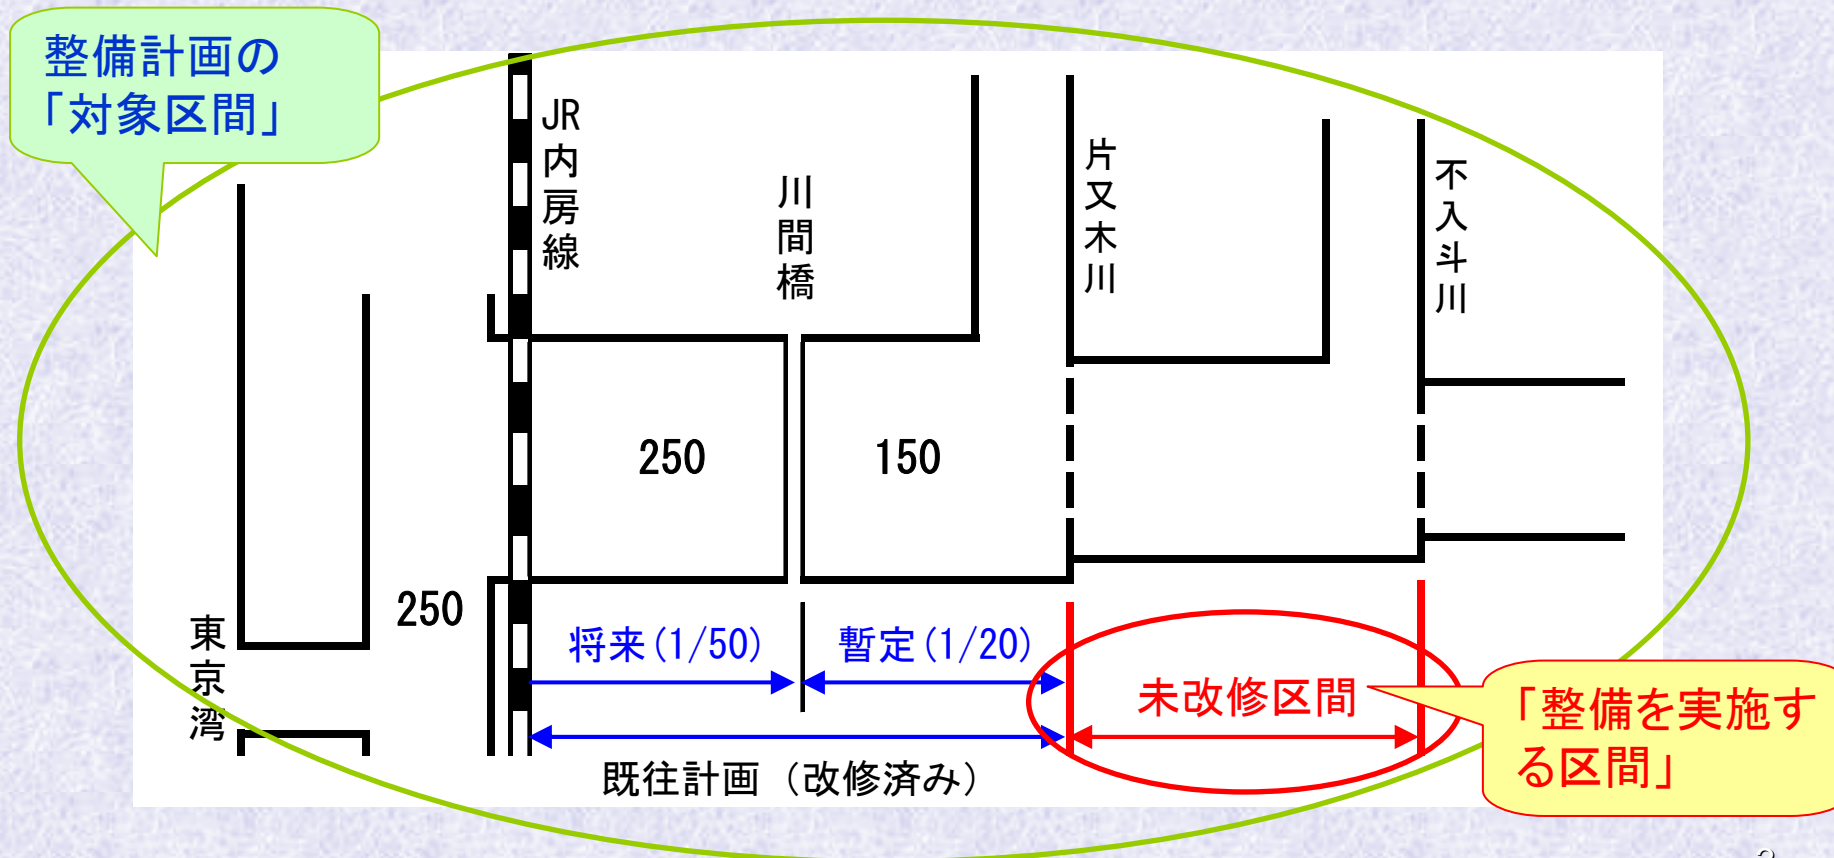 整備計画の
「対象区間」
JR内房線
川間橋
片又木川
不入斗川
250
150
250
東京湾
将来(1/50)
暫定(1/20)
未改修区間
「整備を実施す
る区間」
既往計画（改修済み）